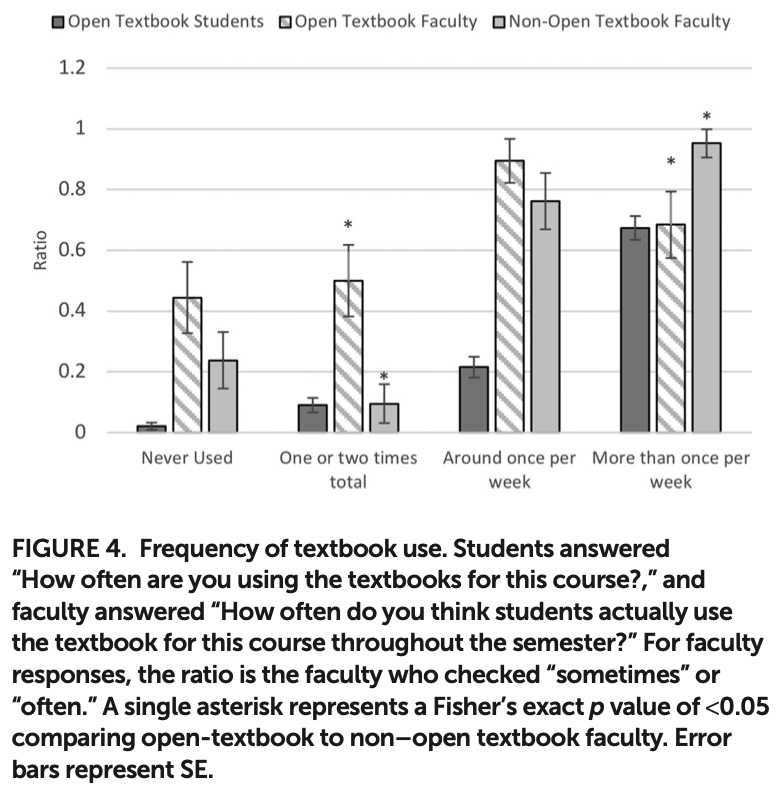 Open Textbook Students Open Textbook Faculty Non-Open Textbook Faculty
1.2
1
0.8
0.6
0.4
0.2
0
Ratio
*
*
*
*
Never Used
One or two times
total
Around once per
week
More than once per
week
FIGURE 4. Frequency of textbook use. Students answered
“How often are you using the textbooks for this course?,” and
faculty answered “How often do you think students actually use
the textbook for this course throughout the semester?” For faculty
responses, the ratio is the faculty who checked “sometimes” or
“often.” A single asterisk represents a Fisher’s exact p value of <0.05
comparing open-textbook to non–open textbook faculty. Error
bars represent SE.